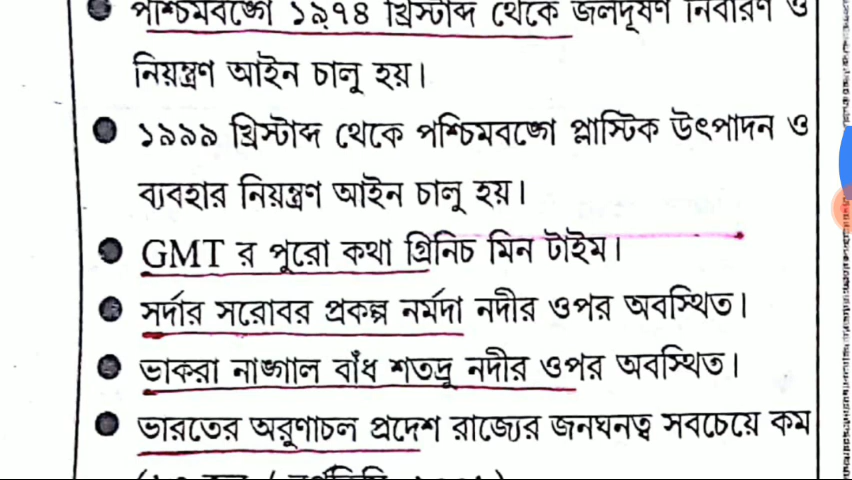 পশ্চিমবঙ্গে ১৯৭৪ খ্রিস্টাব্দ থেকে জলদূষণ নিবারণ ও
নিয়ন্ত্রণ আইন চালু হয়।
১৯৯৯ খ্রিস্টাব্দ থেকে পশ্চিমবঙ্গে প্লাস্টিক উৎপাদন ও
ব্যবহার নিয়ন্ত্রণ আইন চালু হয়।
GMT র পুরো কথা গ্রিনিচ মিন টাইম।
সর্দার সরোবর প্রকল্প নর্মদা নদীর ওপর অবস্থিত।
ভাকরা নাঙ্গাল বাঁধ শতদ্রু নদীর ওপর অবস্থিত।
ভারতের অরুণাচল প্রদেশ রাজ্যের জনঘনত্ব সবচেয়ে কম